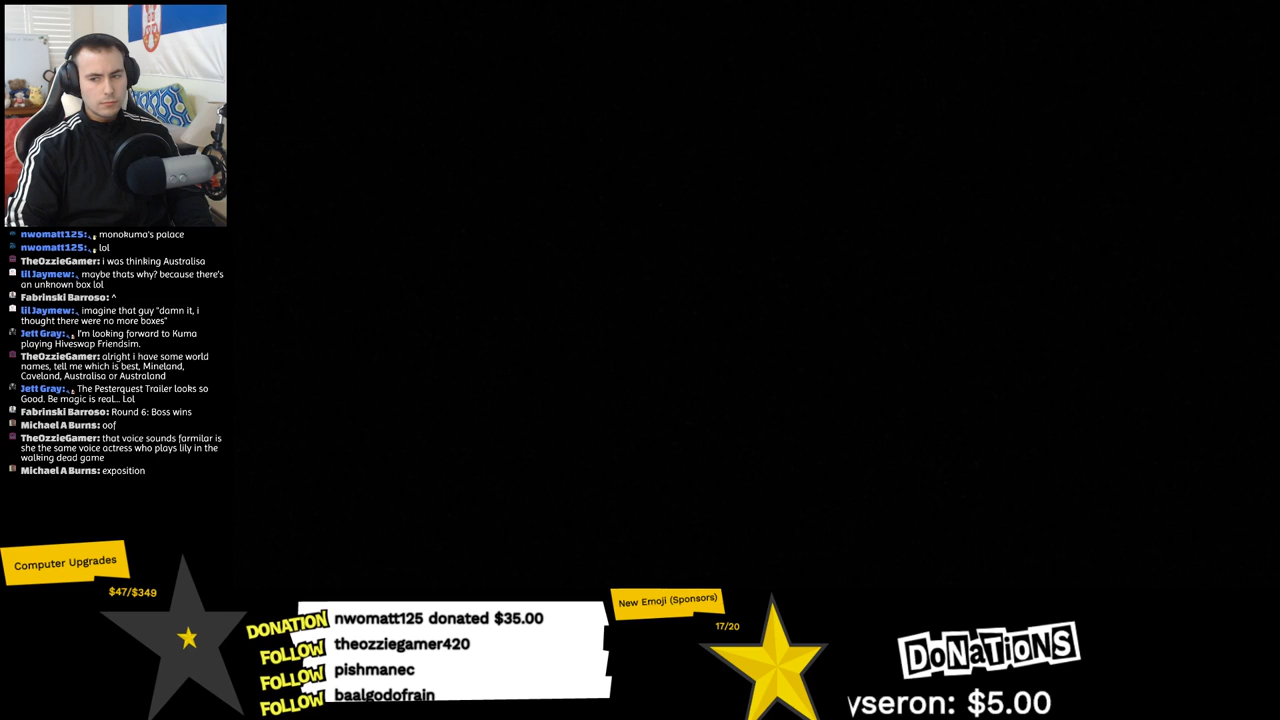 nwomatt125: monokuma's palace
nwomatt125: lol
TheOzzieGamer: i was thinking Australisa
lil Jaymew: maybe thats why? because there's
an unknown box lol
Fabrinski Barroso: ^
lil Jaymew: imagine that guy "damn it, i
thought there were no more boxes"
Jett Gray: I'm looking forward to Kuma
playing Hiveswap Friendsim.
TheOzzieGamer: alright i have some world
names, tell me which is best, Mineland,
Caveland, Australisa or Australand
Jett Gray: The Pesterquest Trailer looks so
Good. Be magic is real... Lol
Fabrinski Barroso: Round 6: Boss wins
Michael A Burns: oof
TheOzzieGamer: that voice sounds farmilar is
she the same voice actress who plays lily in the
walking dead game
Michael A Burns: exposition
Computer Upgrades
$47/$349
DONATION nwomatt125 donated $35.00
FOLLOW theozziegamer420
FOLLOW pishmanec
FOLLOW baalgodofrain
New Emoji (Sponsors)
17/20
DONATIONS
yseron: $5.00